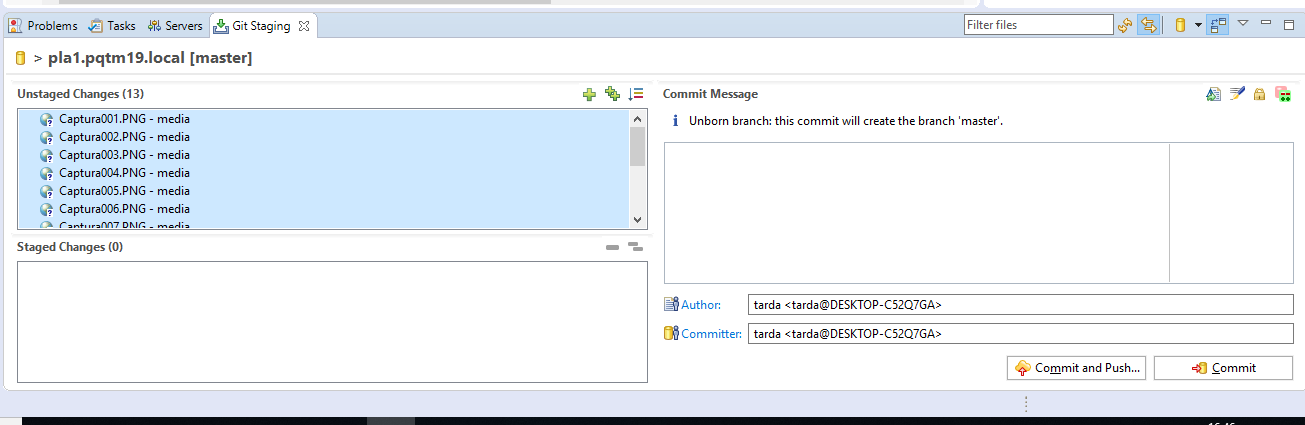 Problems Tasks Servers Git Staging
Filter files
> pla1.pqtm19.local [master]
Unstaged Changes (13)
Captura001.PNG - media
Captura002.PNG - media
Captura003.PNG - media
Captura004.PNG - media
Captura005.PNG - media
Captura006.PNG - media
Captura007.PNG - media
Staged Changes (0)
Commit Message
Unborn branch: this commit will create the branch 'master'.
Author: tarda <tarda@DESKTOP-C52Q7GA>
Committer: tarda <tarda@DESKTOP-C52Q7GA>
Commit and Push... Commit